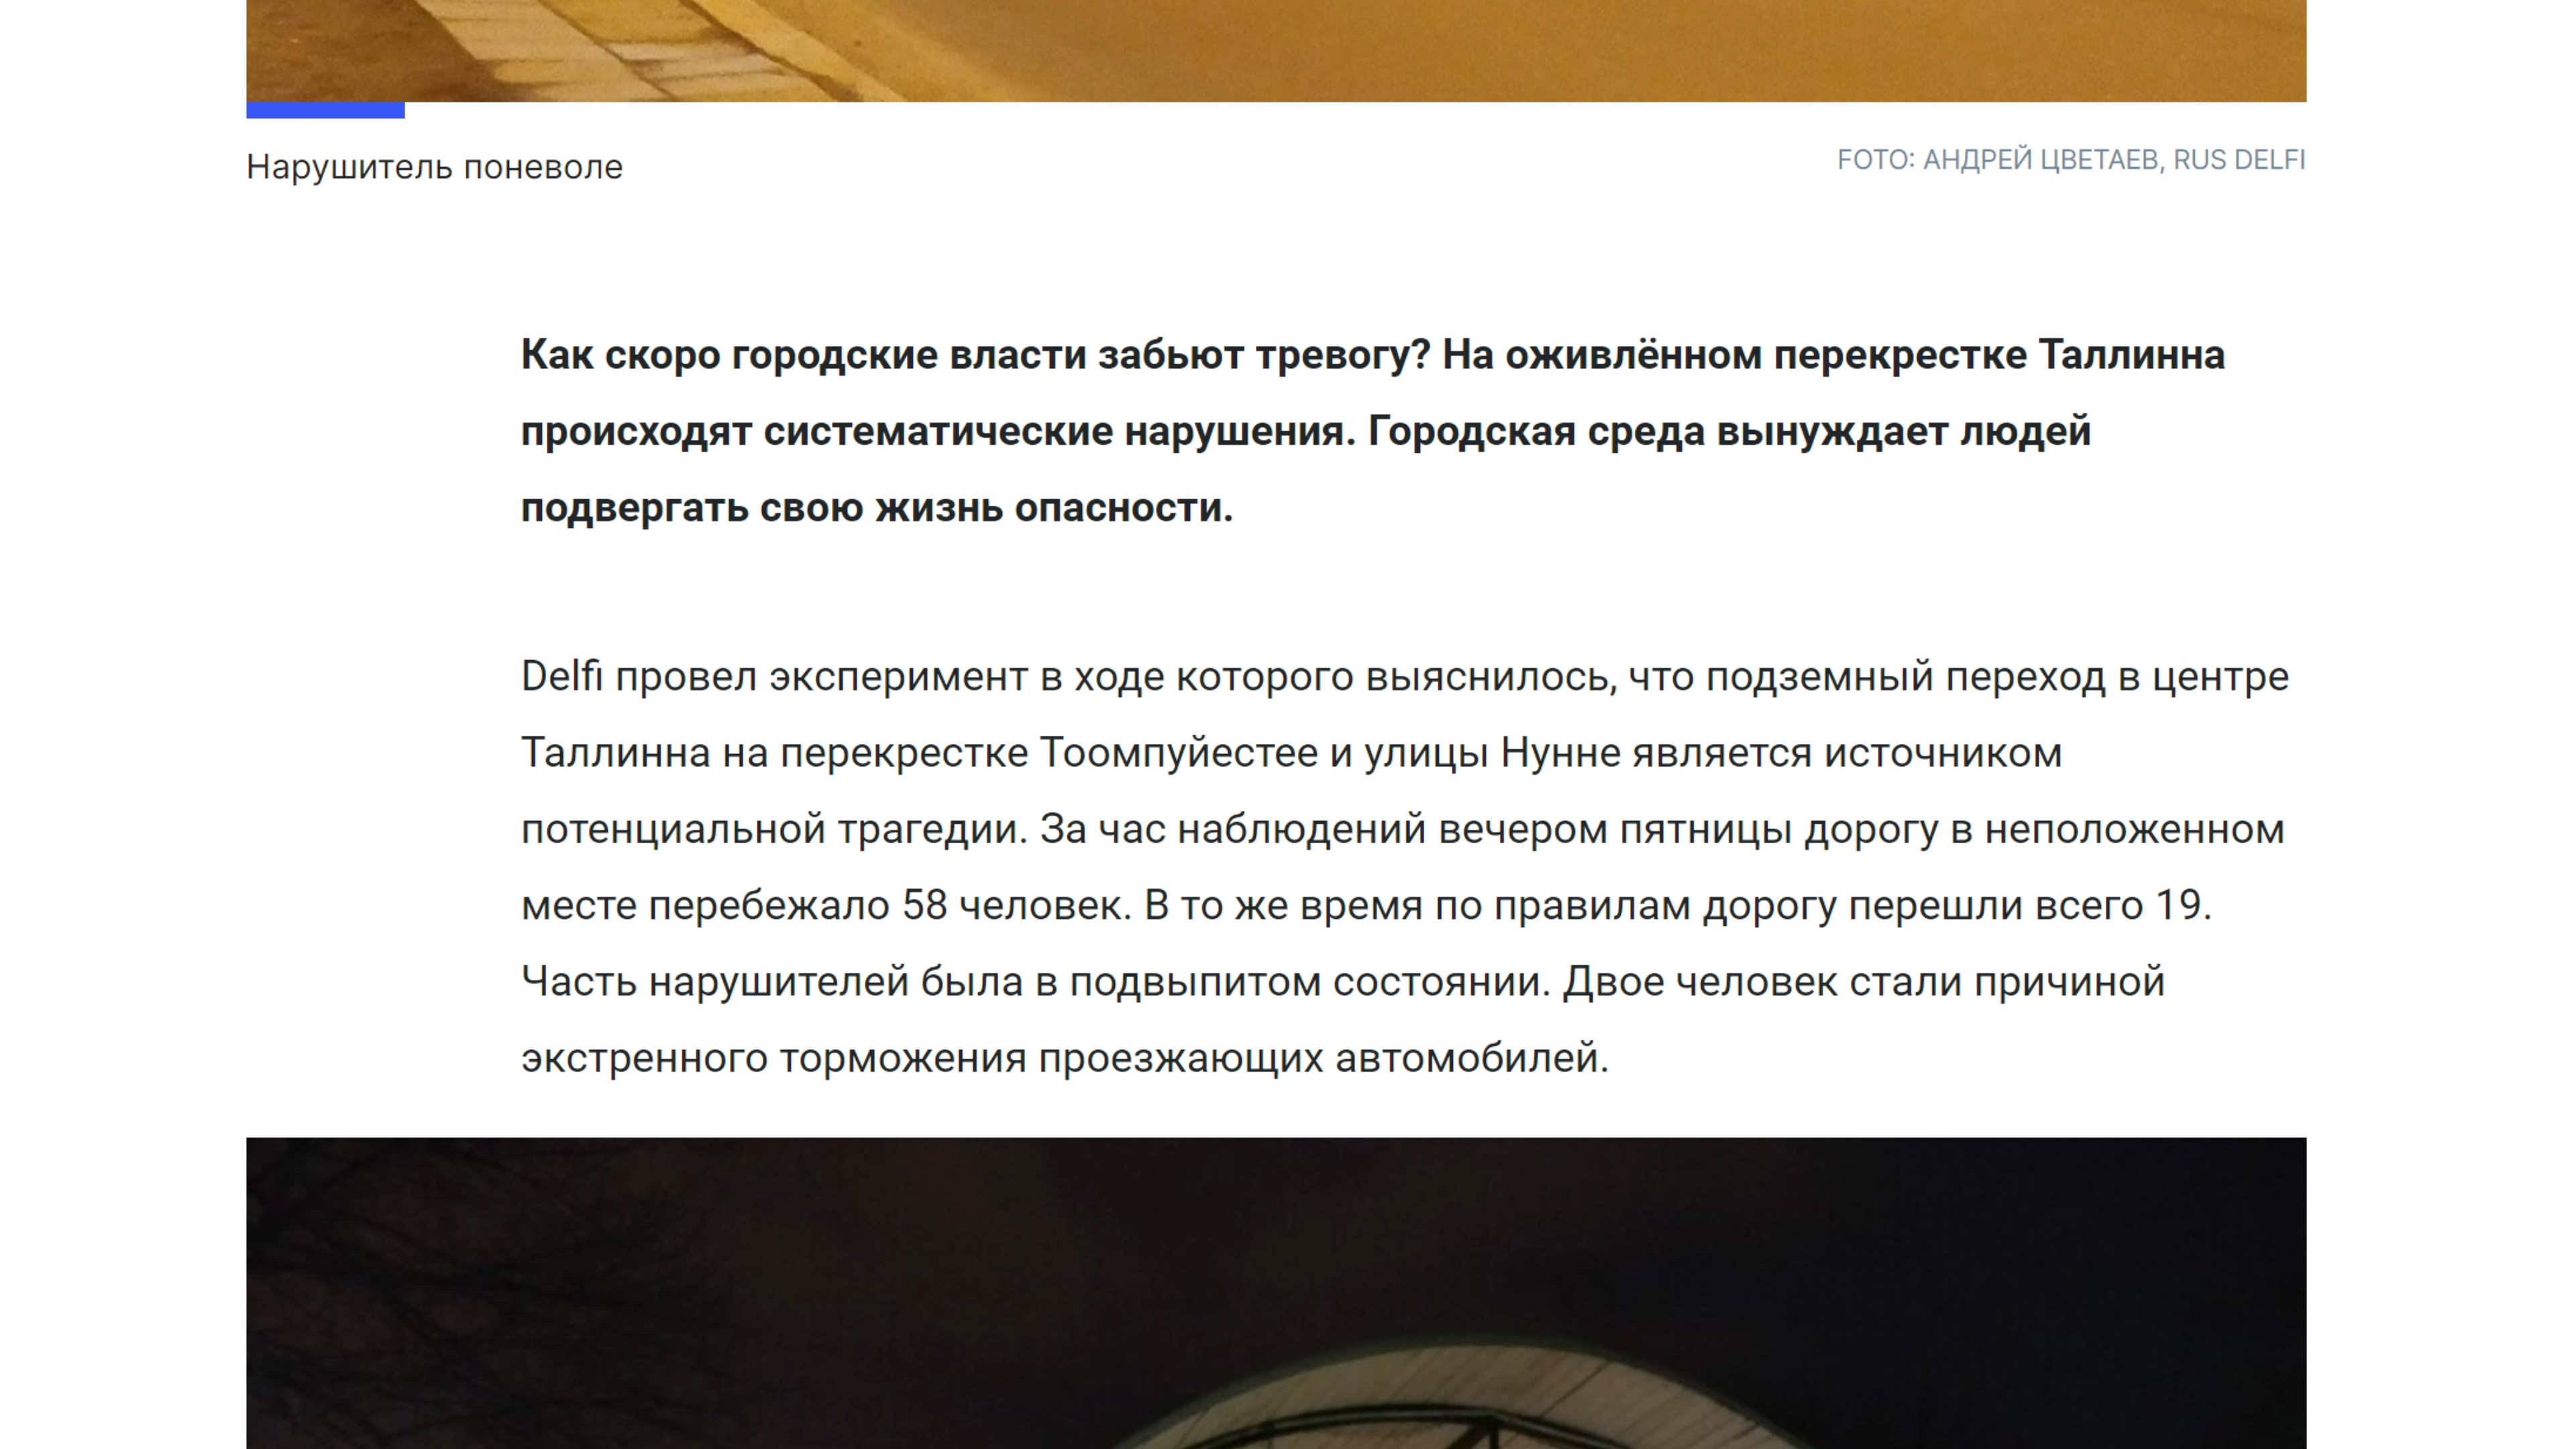 Нарушитель поневоле
FOTO: АНДРЕЙ ЦВЕТАЕВ, RUS DELFI
Как скоро городские власти забьют тревогу? На оживлённом перекрестке Таллинна
происходят систематические нарушения. Городская среда вынуждает людей
подвергать свою жизнь опасности.
Delfi провел эксперимент в ходе которого выяснилось, что подземный переход в центре
Таллинна на перекрестке Тоомпуйестее и улицы Нунне является источником
потенциальной трагедии. За час наблюдений вечером пятницы дорогу в неположенном
месте перебежало 58 человек. В то же время по правилам дорогу перешли всего 19.
Часть нарушителей была в подвыпитом состоянии. Двое человек стали причиной
экстренного торможения проезжающих автомобилей.